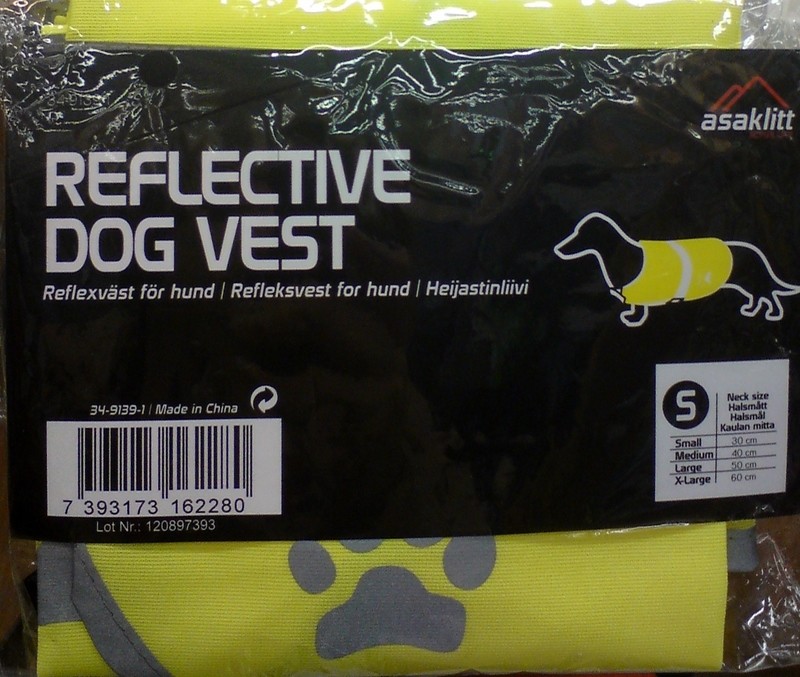 asaklitt
REFLECTIVE
DOG VEST
Reflexväst för hund | Refleksvest for hund | Heijastinliivi
34-9139-1 | Made in China
7 393173 162280
Lot Nr.: 120897393
S
Neck size
Halsmått
Halsmål
Kaulan mitta
Small 30 cm
Medium 40 cm
Large 50 cm
X-Large 60 cm